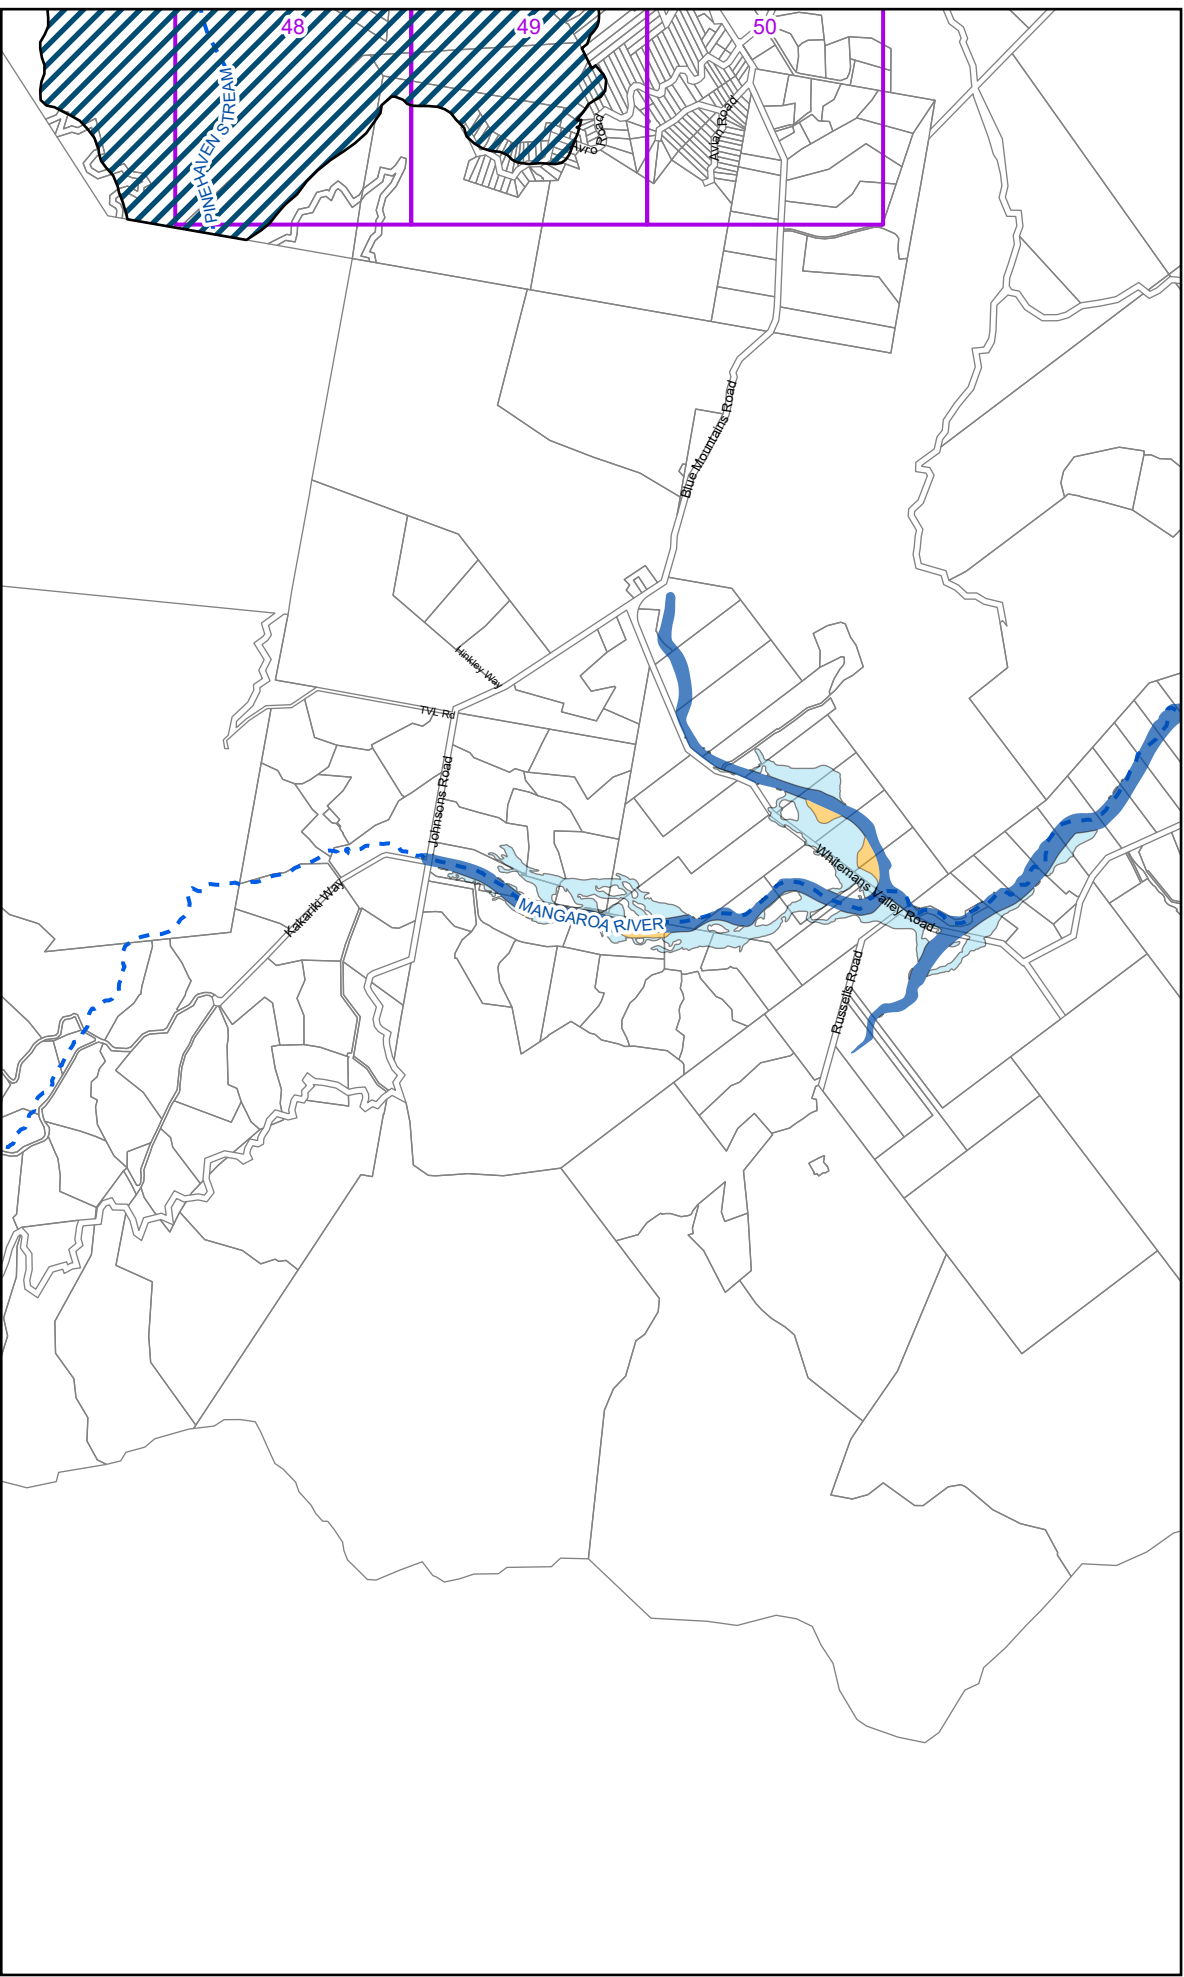 48
49
50
PINEHAVEN STREAM
Avro Road
Avian Road
Blue Mountains Road
Hinkley Way
TVL Rd
Johnsons Road
Kakariki Way
MANGAROA RIVER
Whitemans Valley Road
Russells Road